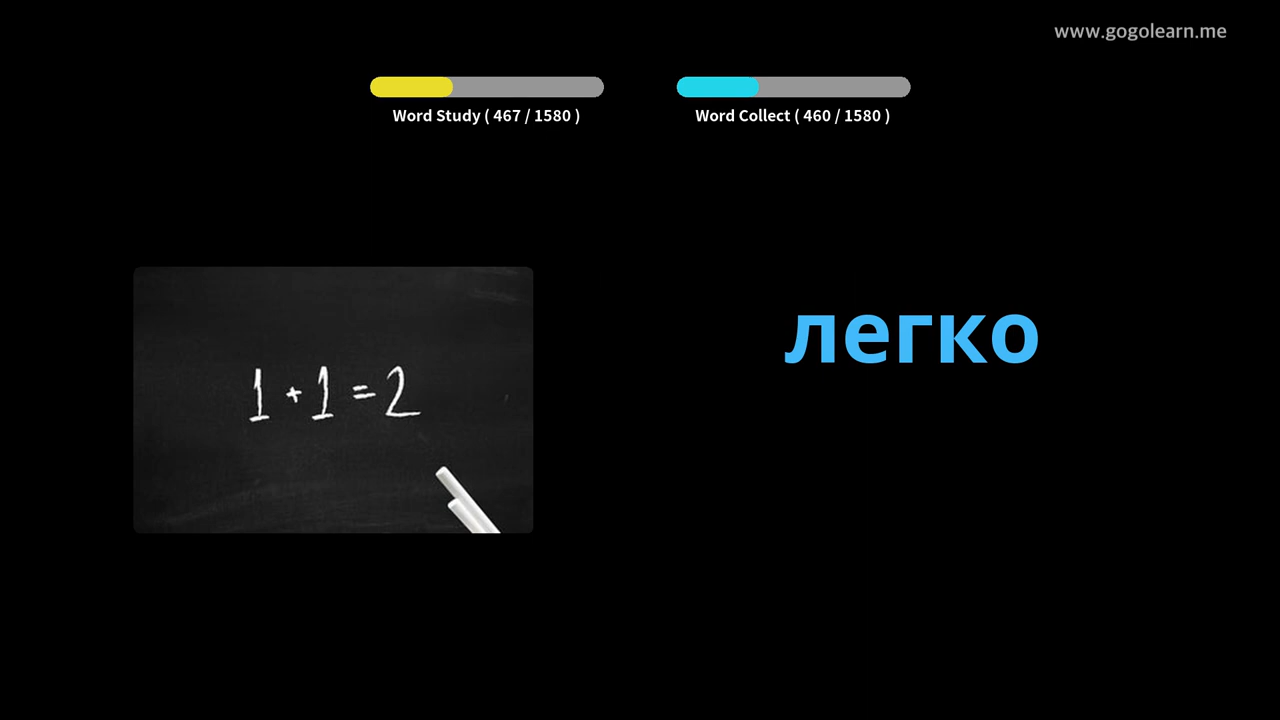 www.gogolearn.me
Word Study ( 467 / 1580 )
Word Collect ( 460 / 1580 )
1 + 1 = 2
легко